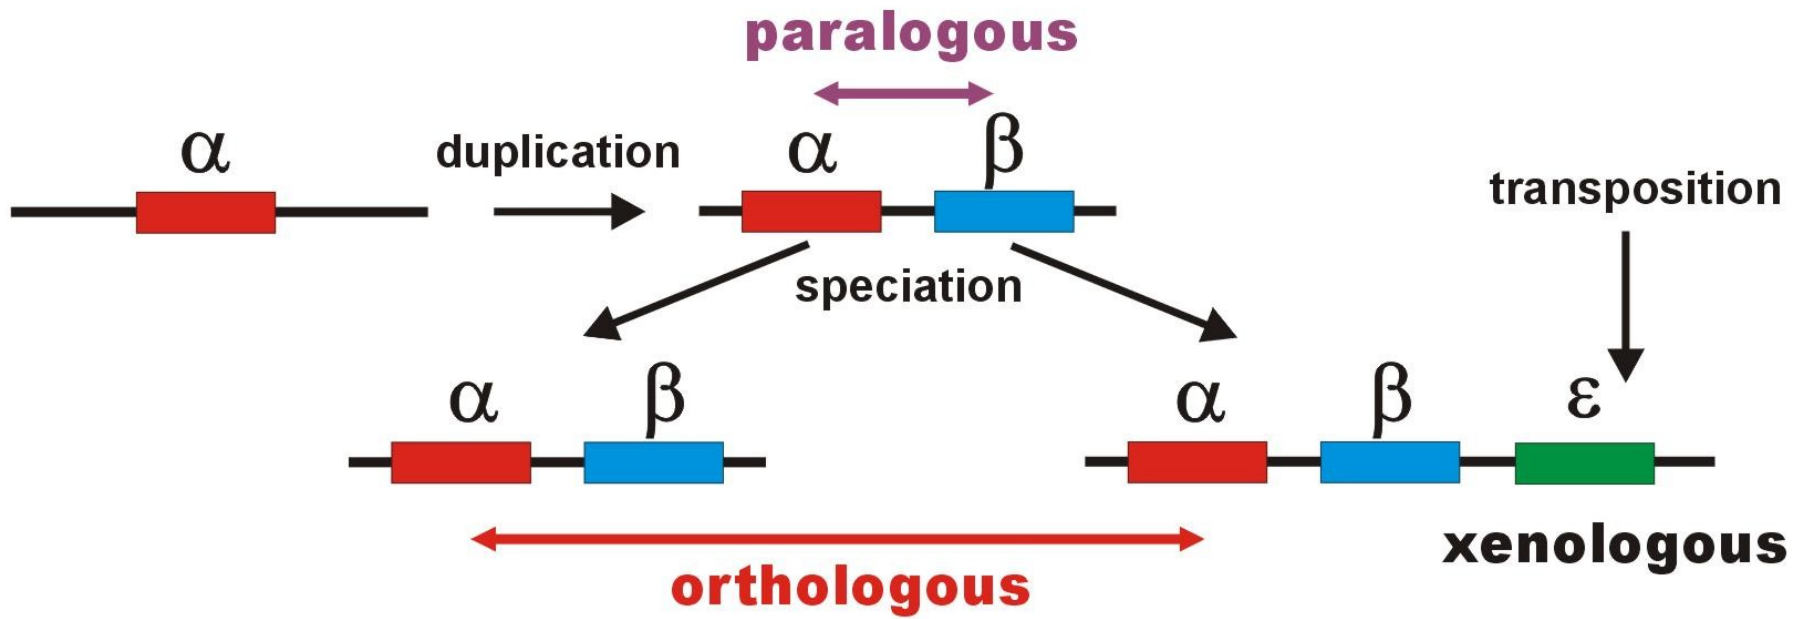 paralogous
α
duplication
α
β
transposition
speciation
α
β
α
β
ε
xenologous
orthologous